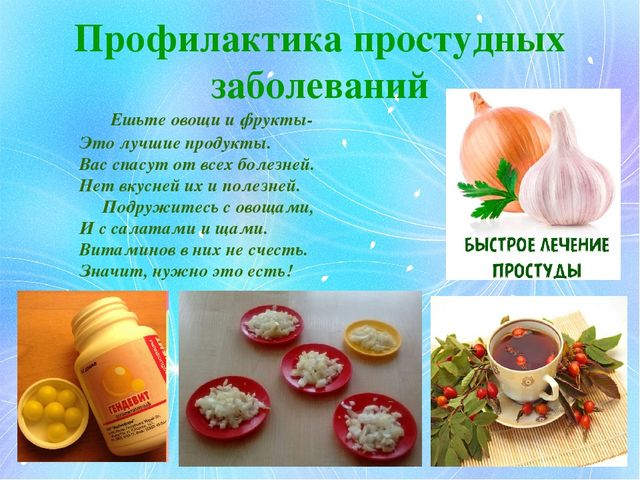 Профилактика простудных
заболеваний
Ешьте овощи и фрукты-
Это лучшие продукты.
Вас спасут от всех болезней.
Нет вкусней их и полезней.
Подружитесь с овощами,
И с салатами и щами.
Витаминов в них не счесть.
Значит, нужно это есть!
БЫСТРОЕ ЛЕЧЕНИЕ
ПРОСТУДЫ
ГЕНДЕВИТ